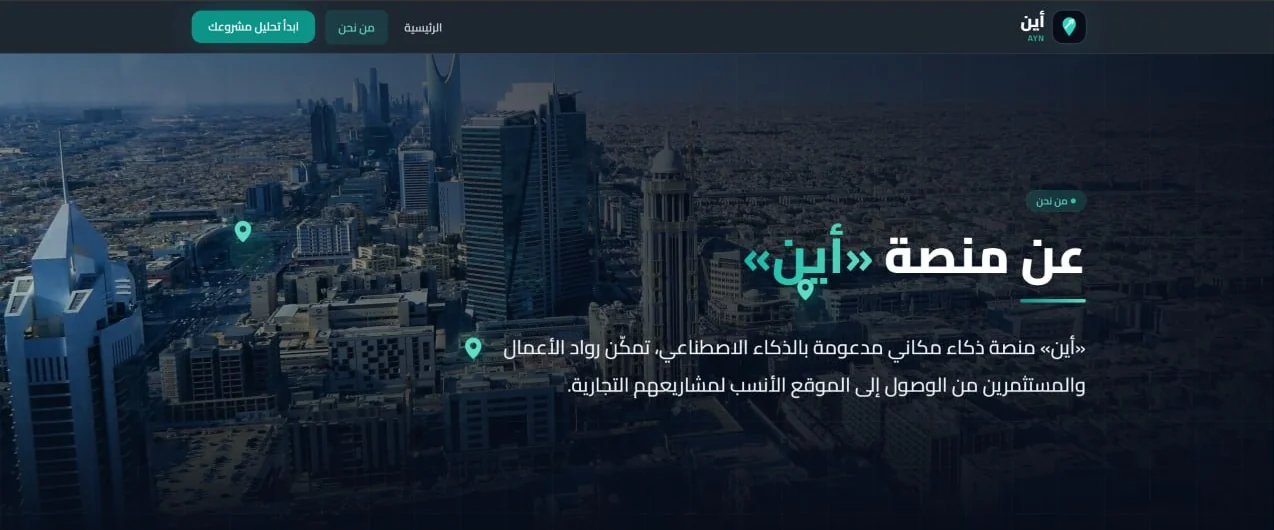 أين
AYN
الرئيسية
من نحن
ابدأ تحليل مشروعك
من نحن
عن منصة «أين»
«أين» منصة ذكاء مكاني مدعومة بالذكاء الاصطناعي، تمكّن رواد الأعمال
والمستثمرين من الوصول إلى الموقع الأنسب لمشاريعهم التجارية.